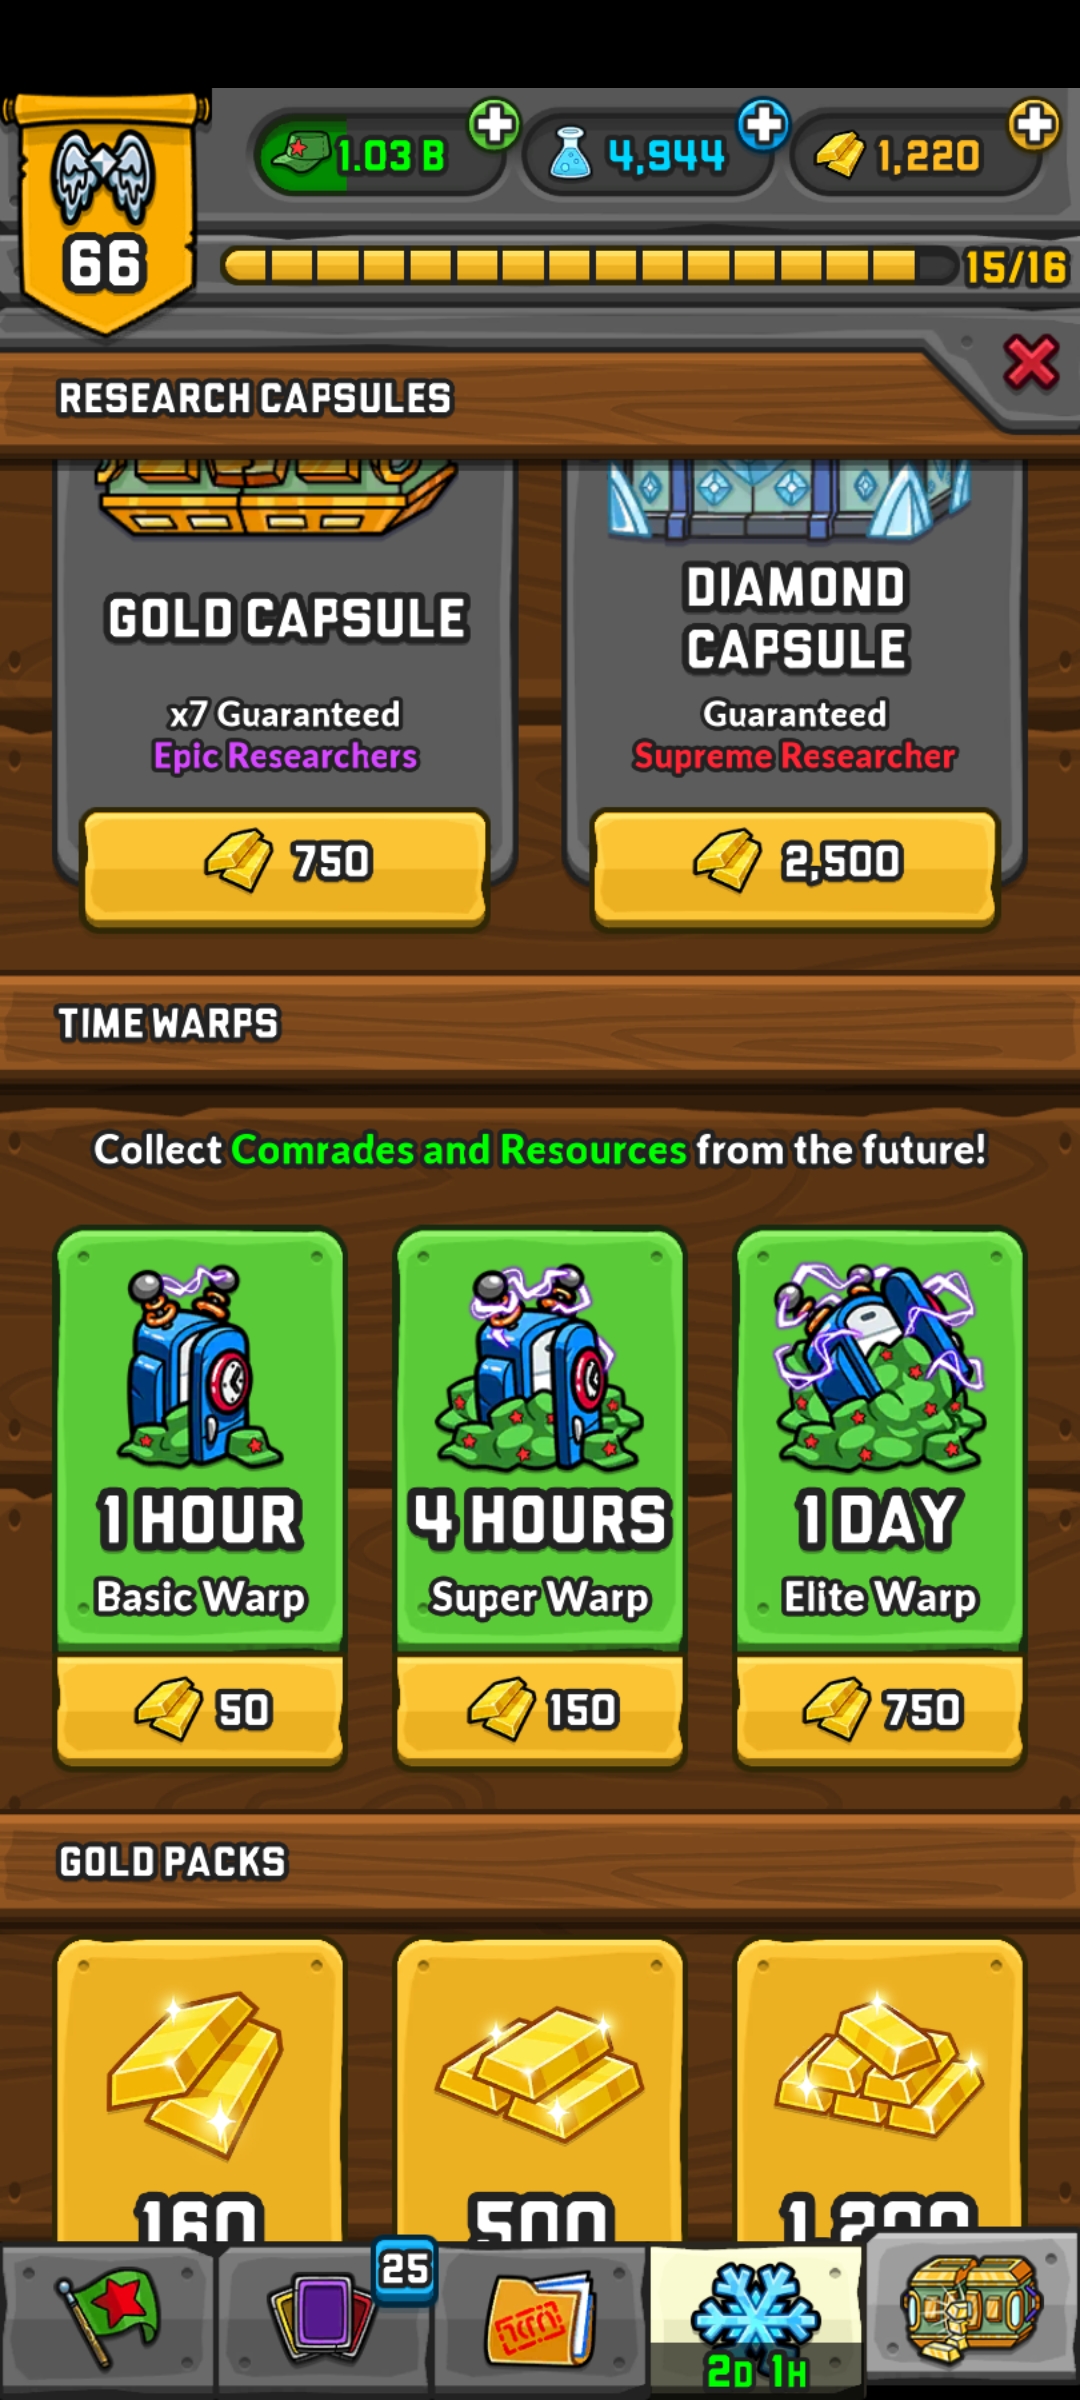 1.03 B
4,944
1,220
66
15/16
RESEARCH CAPSULES
GOLD CAPSULE
x7 Guaranteed
Epic Researchers
750
DIAMOND
CAPSULE
Guaranteed
Supreme Researcher
2,500
TIME WARPS
Collect Comrades and Resources from the future!
1 HOUR
Basic Warp
50
4 HOURS
Super Warp
150
1 DAY
Elite Warp
750
GOLD PACKS
160
500
1,200
25
2D 1H